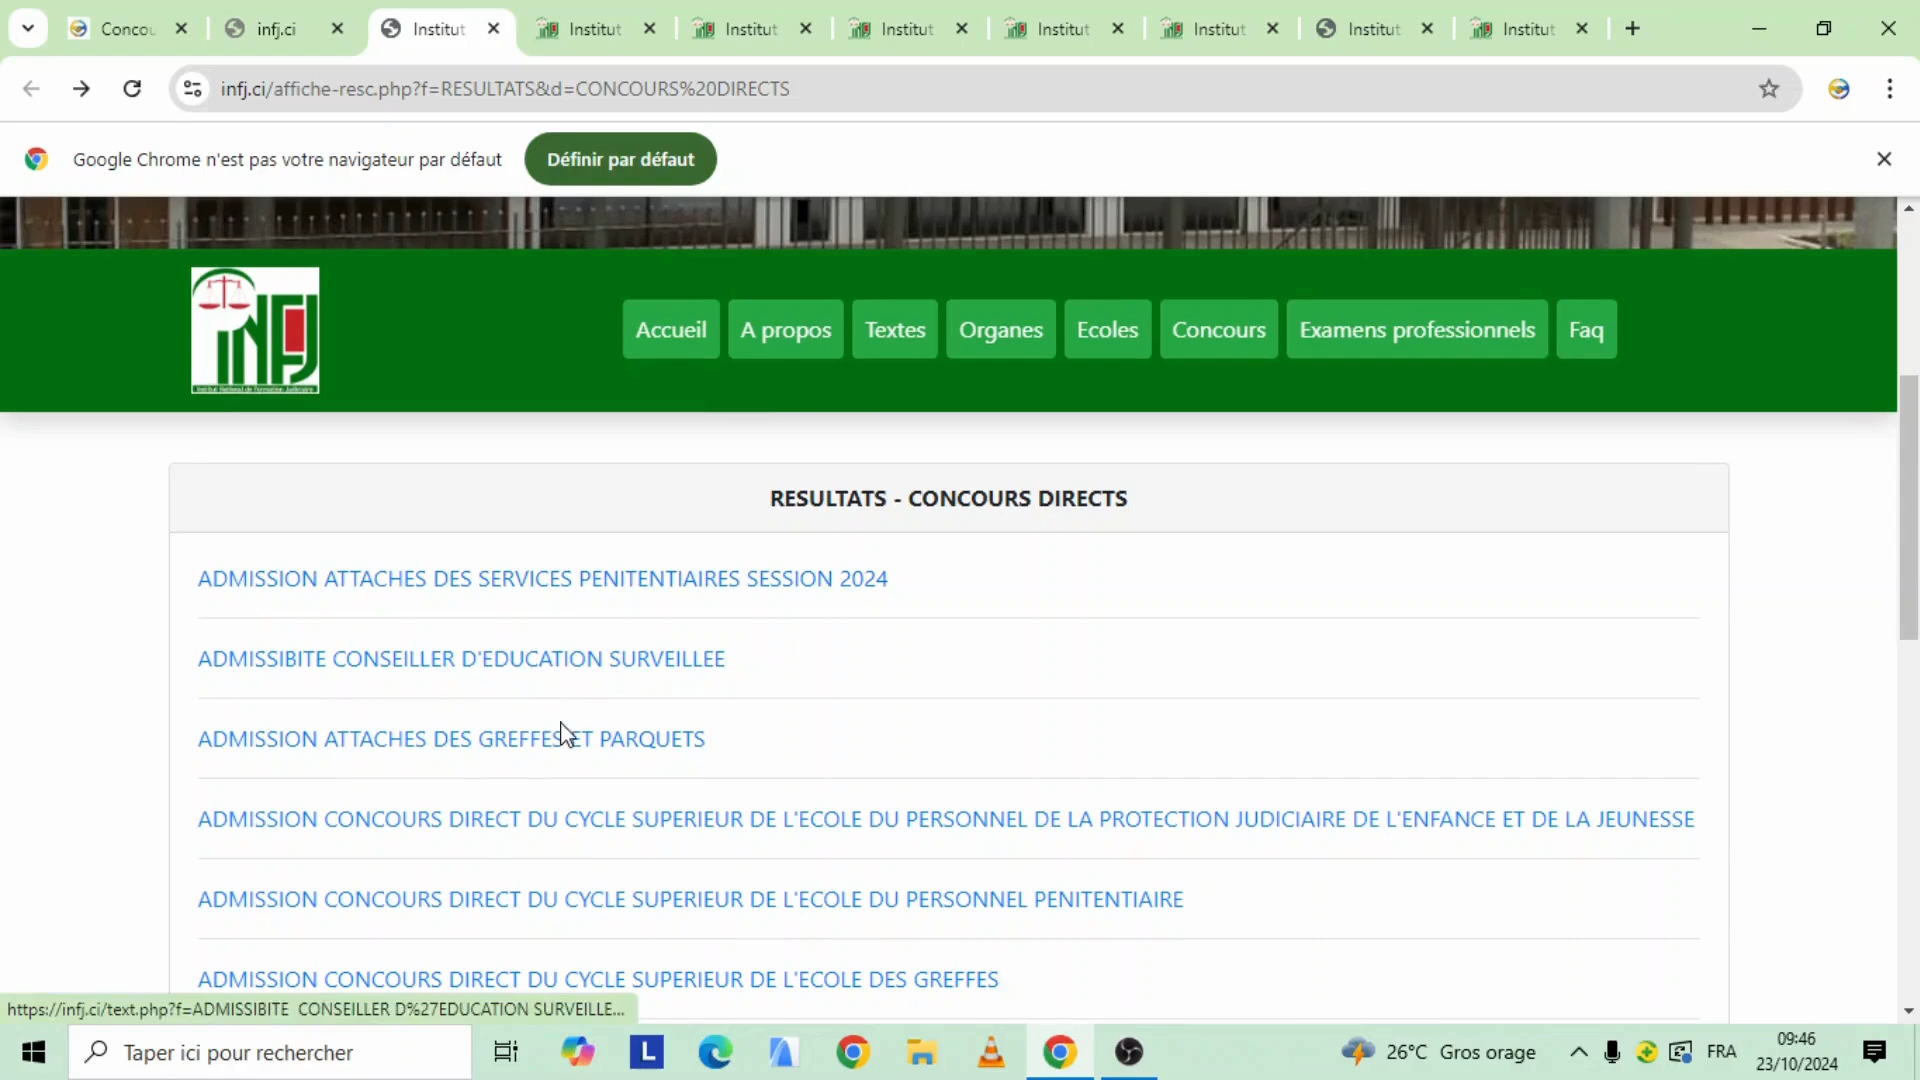 Concou
infj.ci
Institut
Institut
Institut
Institut
Institut
Institut
Institut
Institut
infj.ci/affiche-resc.php?f=RESULTATS&d=CONCOURS%20DIRECTS
Google Chrome n'est pas votre navigateur par défaut
Définir par défaut
INFJ
Institut National de Formation Judiciaire
Accueil
A propos
Textes
Organes
Ecoles
Concours
Examens professionnels
Faq
RESULTATS - CONCOURS DIRECTS
ADMISSION ATTACHES DES SERVICES PENITENTIAIRES SESSION 2024
ADMISSIBITE CONSEILLER D'EDUCATION SURVEILLEE
ADMISSION ATTACHES DES GREFFES ET PARQUETS
ADMISSION CONCOURS DIRECT DU CYCLE SUPERIEUR DE L'ECOLE DU PERSONNEL DE LA PROTECTION JUDICIAIRE DE L'ENFANCE ET DE LA JEUNESSE
ADMISSION CONCOURS DIRECT DU CYCLE SUPERIEUR DE L'ECOLE DU PERSONNEL PENITENTIAIRE
ADMISSION CONCOURS DIRECT DU CYCLE SUPERIEUR DE L'ECOLE DES GREFFES
https://infj.ci/text.php?f=ADMISSIBITE CONSEILLER D%27EDUCATION SURVEILLE...
Taper ici pour rechercher
L
26°C Gros orage
FRA
09:46
23/10/2024